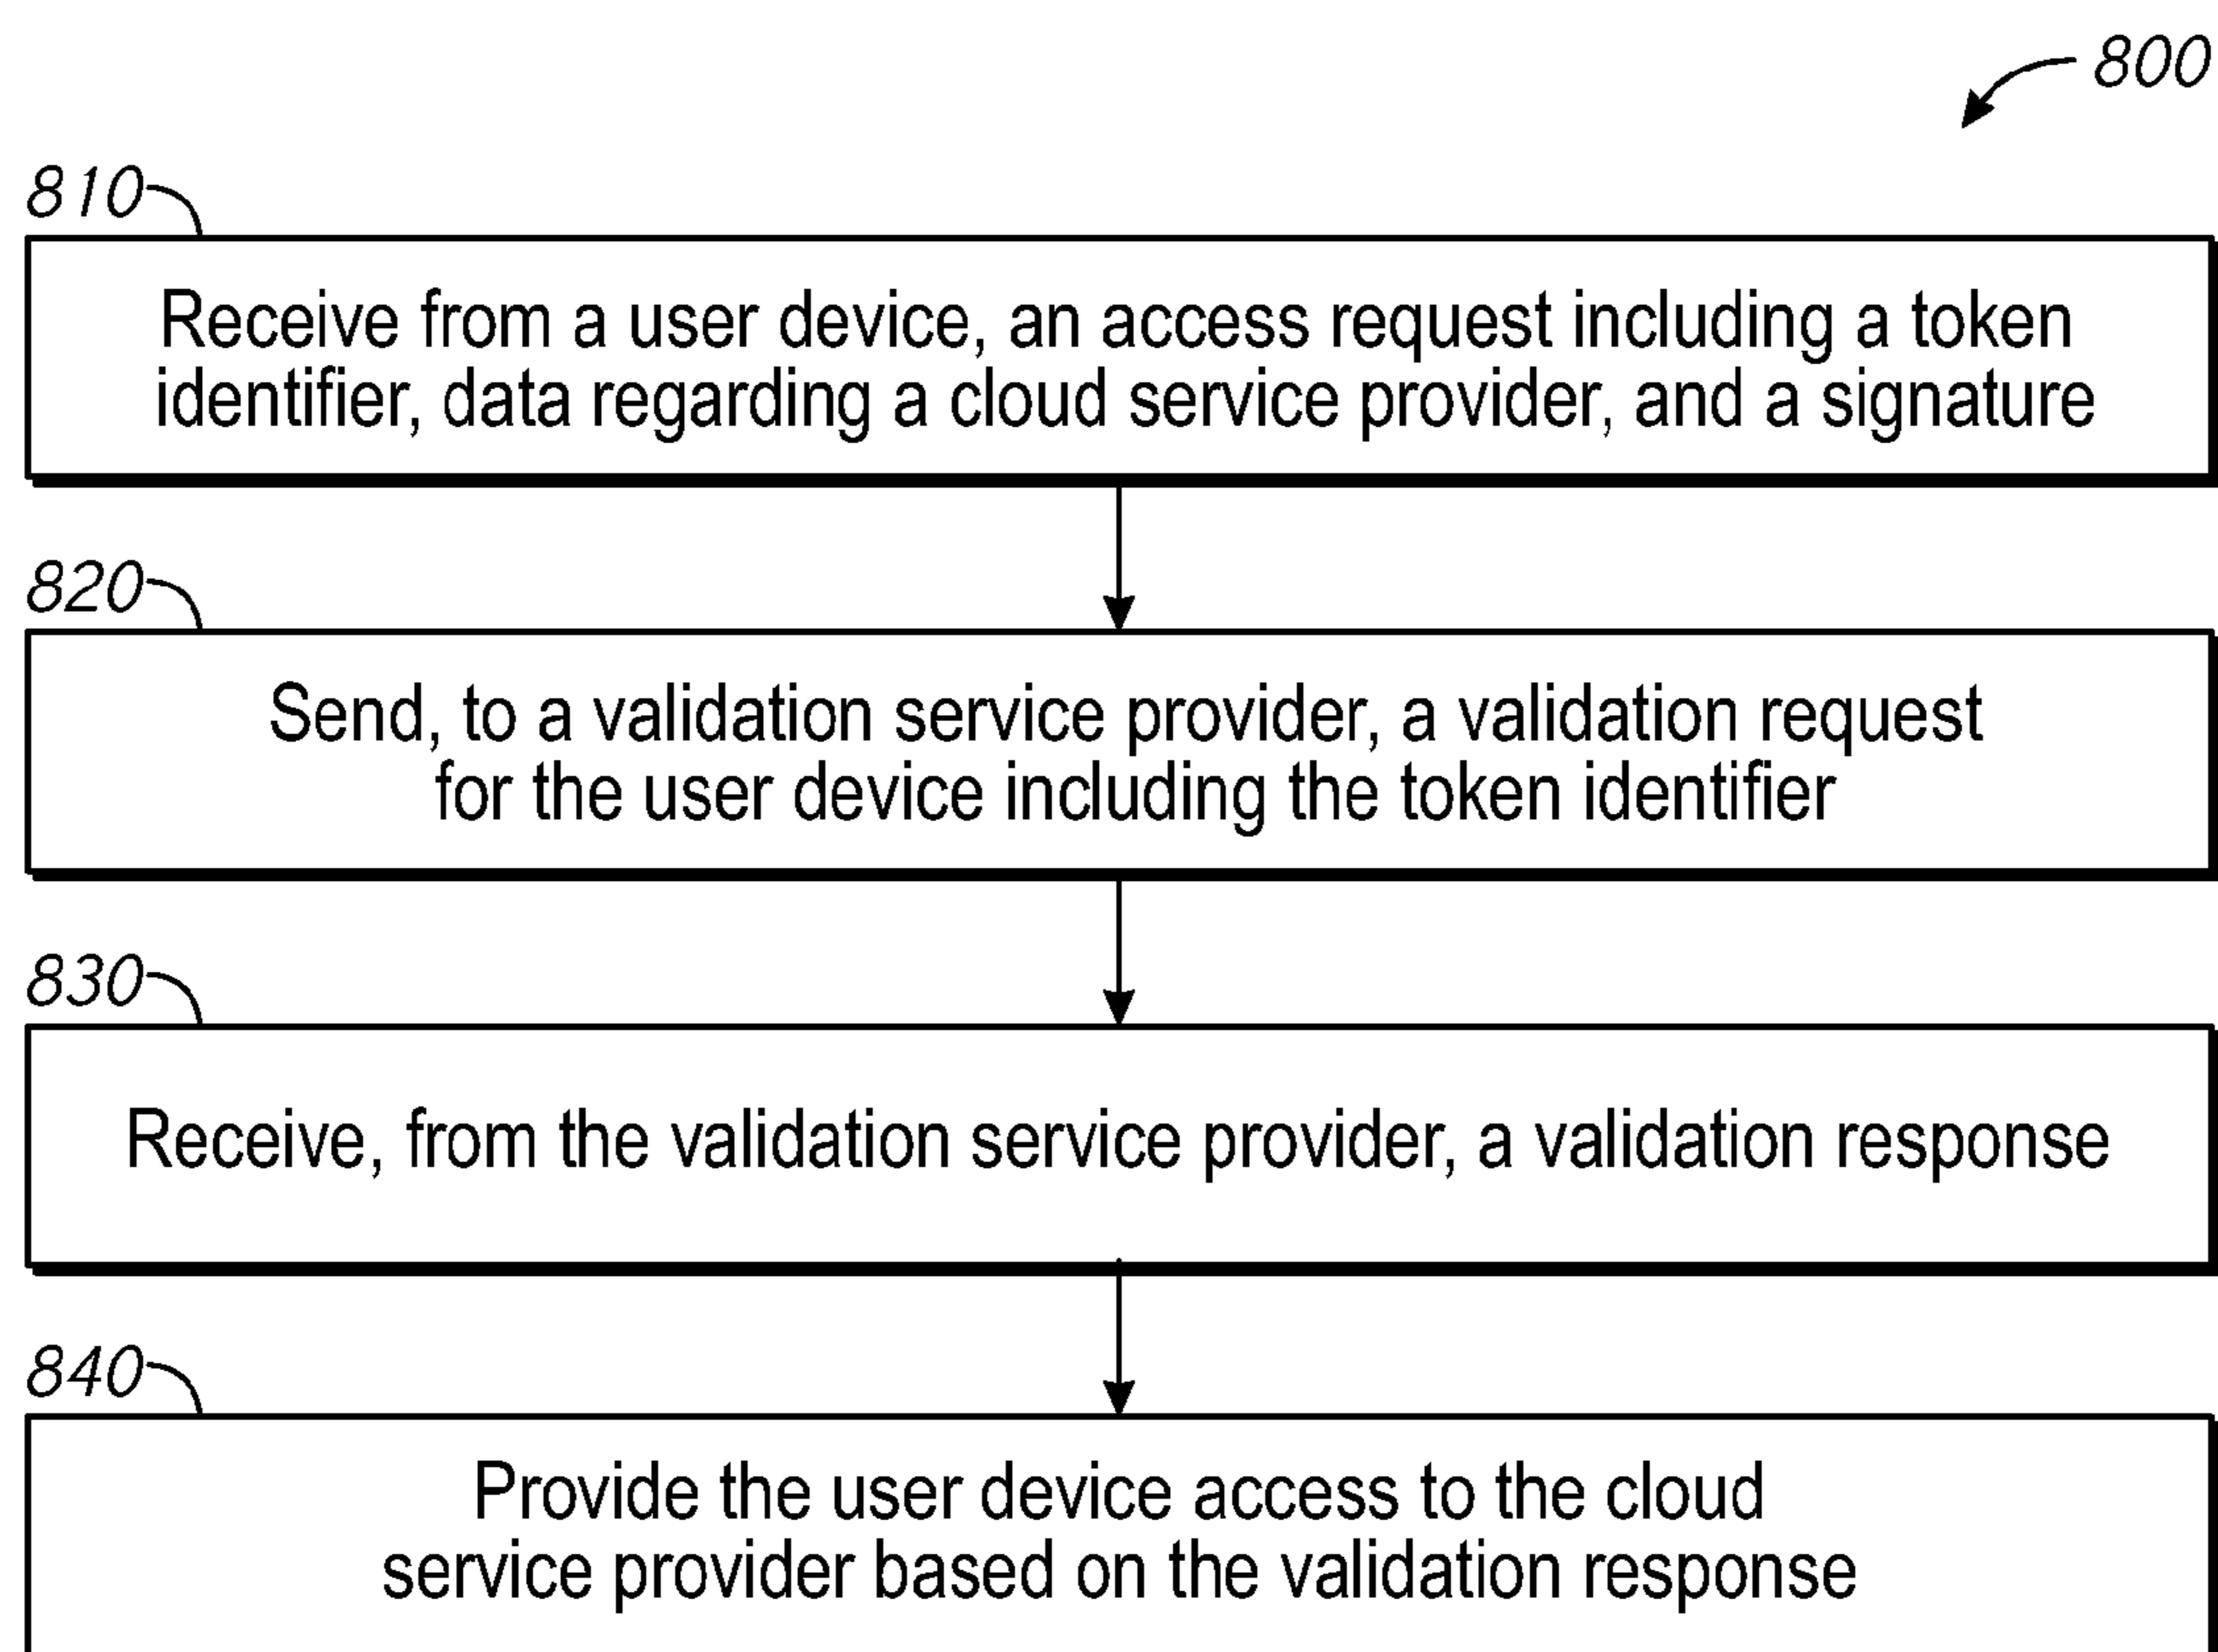 800
810
Receive from a user device, an access request including a token
identifier, data regarding a cloud service provider, and a signature
820
Send, to a validation service provider, a validation request
for the user device including the token identifier
830
Receive, from the validation service provider, a validation response
840
Provide the user device access to the cloud
service provider based on the validation response